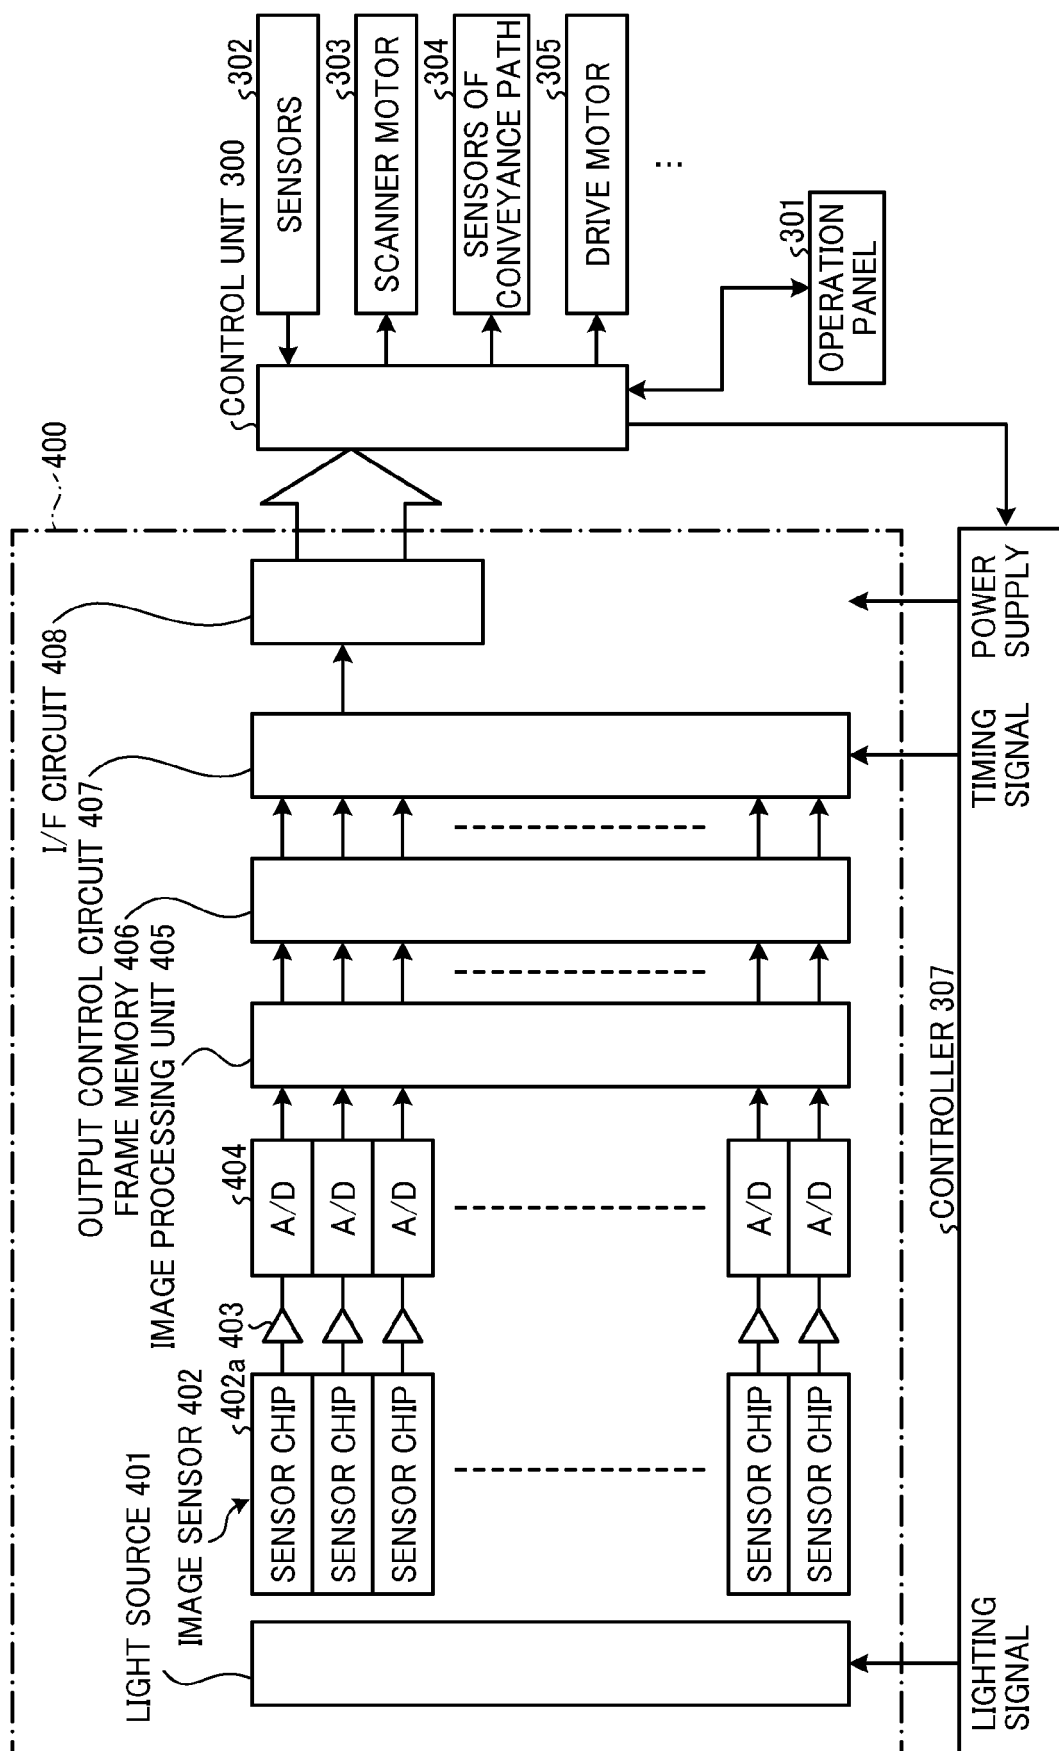 400
LIGHT SOURCE 401
IMAGE SENSOR 402
402a
403
404
IMAGE PROCESSING UNIT 405
FRAME MEMORY 406
OUTPUT CONTROL CIRCUIT 407
I/F CIRCUIT 408
SENSOR CHIP
SENSOR CHIP
SENSOR CHIP
SENSOR CHIP
SENSOR CHIP
A/D
A/D
A/D
A/D
A/D
CONTROL UNIT 300
302
SENSORS
303
SCANNER MOTOR
304
SENSORS OF
CONVEYANCE PATH
305
DRIVE MOTOR
...
301
OPERATION
PANEL
CONTROLLER 307
LIGHTING
SIGNAL
TIMING
SIGNAL
POWER
SUPPLY